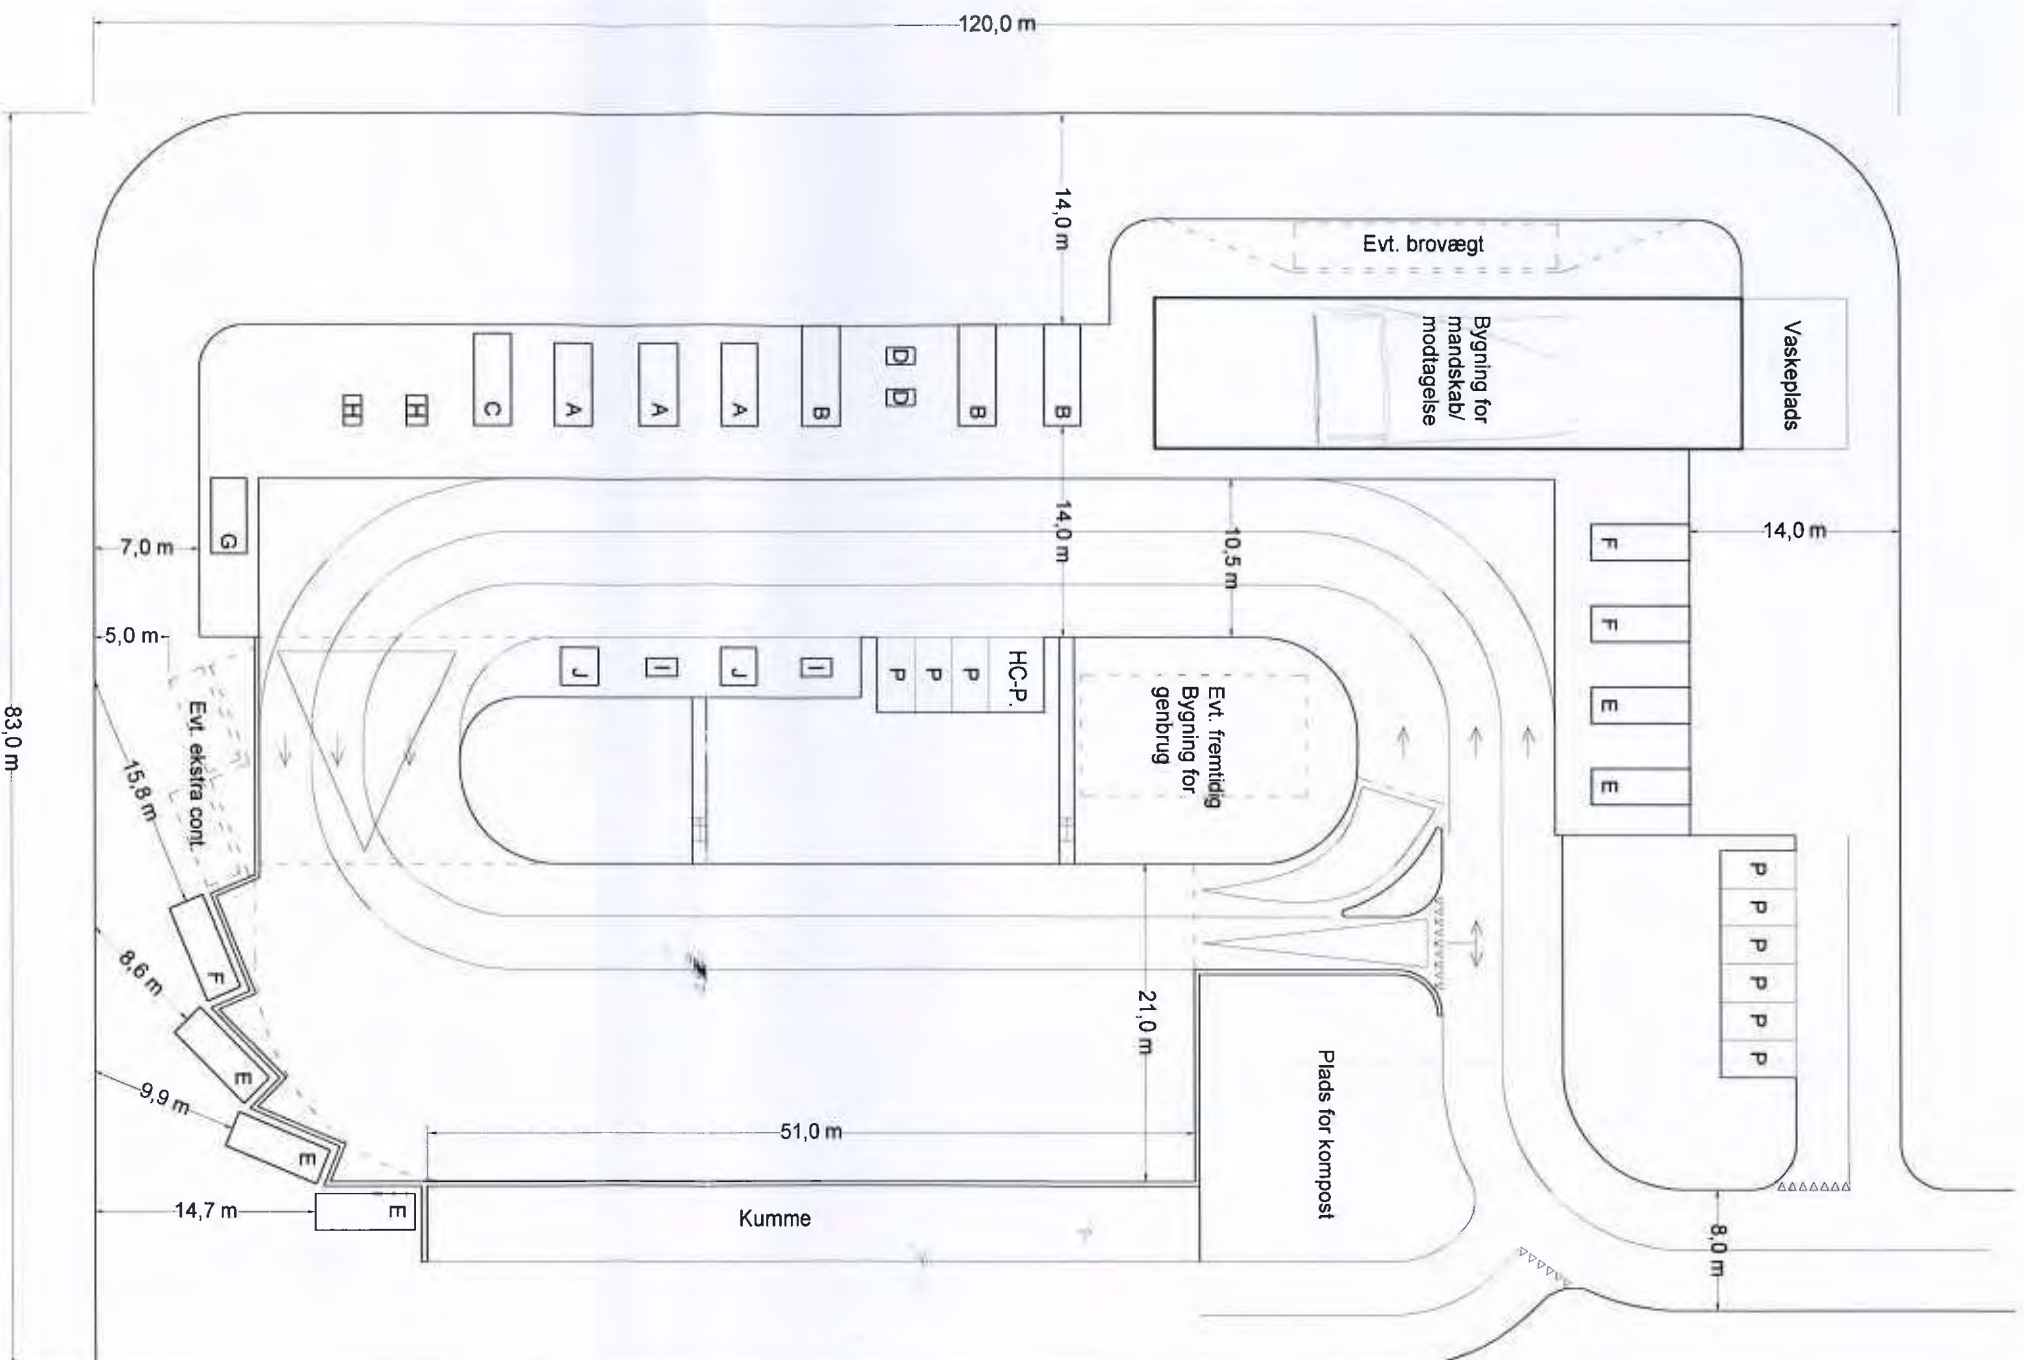 120,0 m
83,0 m
14,0 m
Evt. brovægt
Bygning for
mandskab/
modtagelse
Vaskeplads
H
H
C
A
A
A
B
D
D
B
B
G
7,0 m
14,0 m
10,5 m
F
F
E
E
14,0 m
5,0 m
Evt. ekstra cont.
J
I
J
I
P
P
P
HC-P.
Evt. fremtidig
Bygning for
genbrug
15,8 m
F
8,6 m
E
9,9 m
E
14,7 m
E
P
P
P
P
P
P
21,0 m
51,0 m
Kumme
Plads for kompost
8,0 m